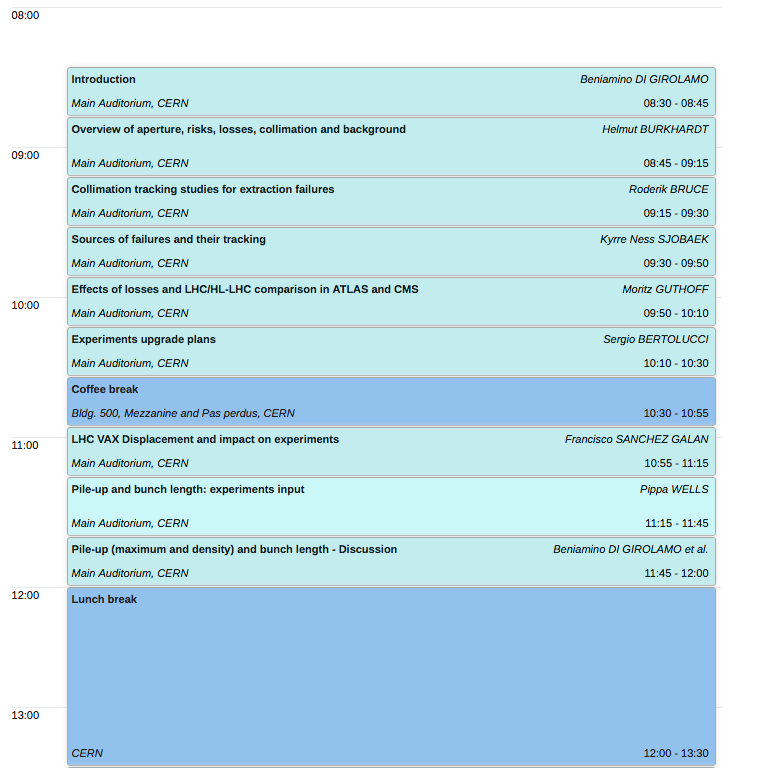 08:00
Introduction Beniamino DI GIROLAMO
Main Auditorium, CERN 08:30 - 08:45
Overview of aperture, risks, losses, collimation and background Helmut BURKHARDT
09:00
Main Auditorium, CERN 08:45 - 09:15
Collimation tracking studies for extraction failures Roderik BRUCE
Main Auditorium, CERN 09:15 - 09:30
Sources of failures and their tracking Kyrre Ness SJOBAEK
Main Auditorium, CERN 09:30 - 09:50
Effects of losses and LHC/HL-LHC comparison in ATLAS and CMS Moritz GUTHOFF
10:00
Main Auditorium, CERN 09:50 - 10:10
Experiments upgrade plans Sergio BERTOLUCCI
Main Auditorium, CERN 10:10 - 10:30
Coffee break
Bldg. 500, Mezzanine and Pas perdus, CERN 10:30 - 10:55
LHC VAX Displacement and impact on experiments Francisco SANCHEZ GALAN
11:00
Main Auditorium, CERN 10:55 - 11:15
Pile-up and bunch length: experiments input Pippa WELLS
Main Auditorium, CERN 11:15 - 11:45
Pile-up (maximum and density) and bunch length - Discussion Beniamino DI GIROLAMO et al.
Main Auditorium, CERN 11:45 - 12:00
12:00
Lunch break
13:00
CERN 12:00 - 13:30